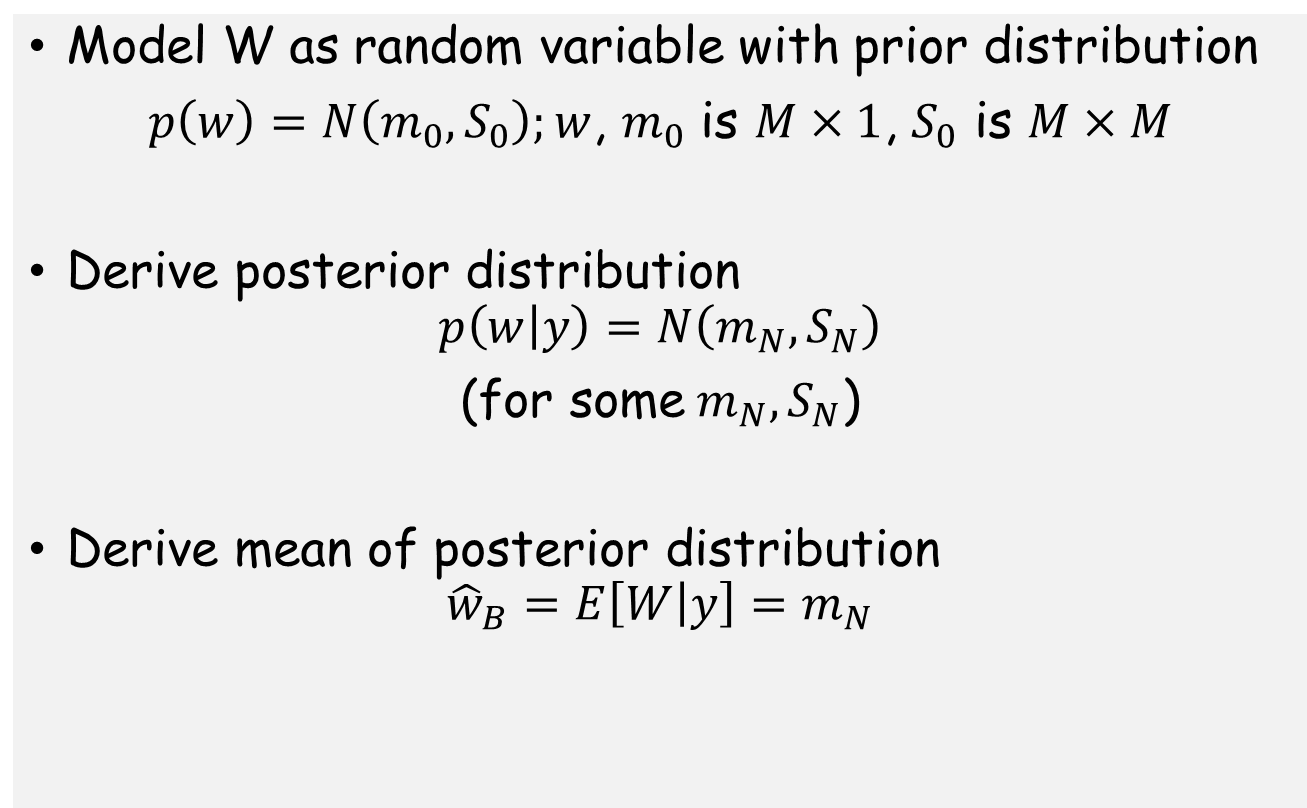 • Model W as random variable with prior distribution
p(w) = N(m₀, S₀); w, m₀ is M × 1, S₀ is M × M
• Derive posterior distribution
p(w|y) = N(m_N, S_N)
(for some m_N, S_N)
• Derive mean of posterior distribution
ŵ_B = E[W|y] = m_N